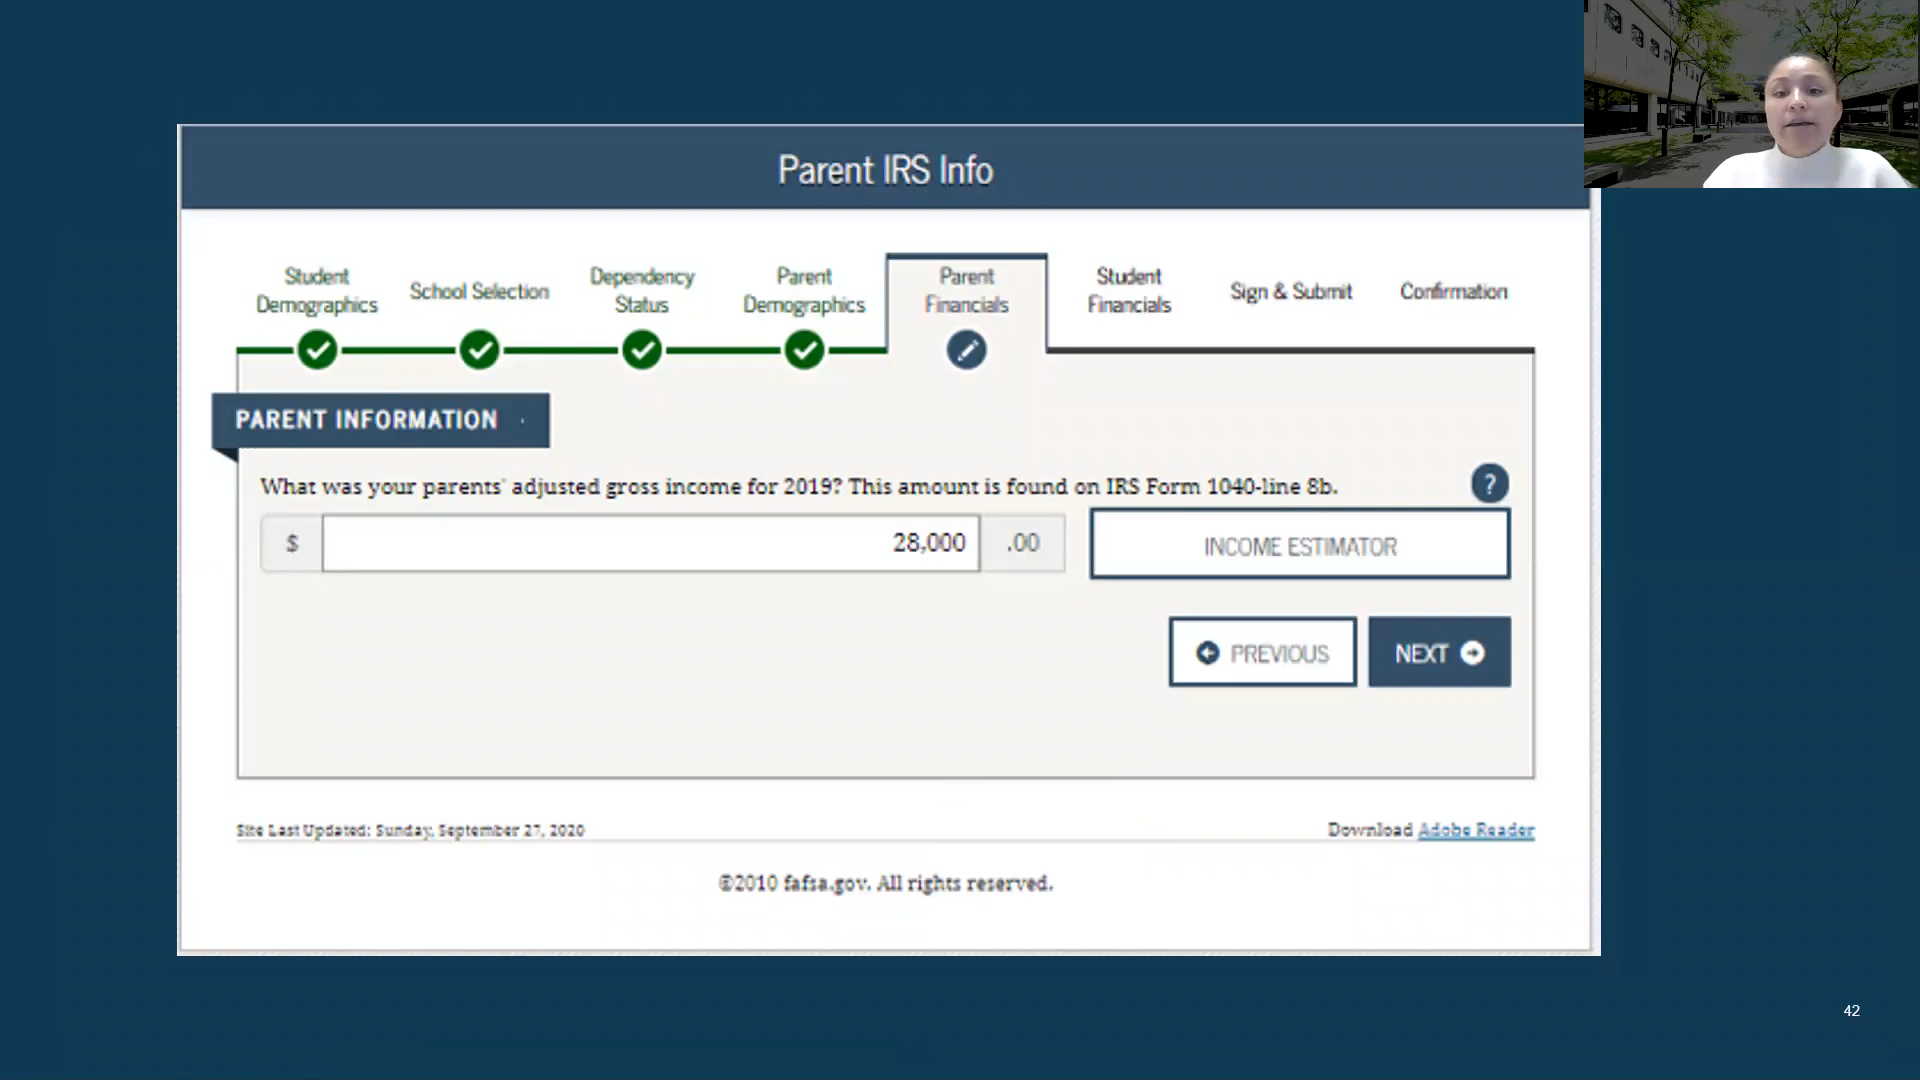 Parent IRS Info
Student Demographics
School Selection
Dependency Status
Parent Demographics
Parent Financials
Student Financials
Sign & Submit
Confirmation
PARENT INFORMATION
What was your parents' adjusted gross income for 2019? This amount is found on IRS Form 1040-line 8b.
?
$ 28,000 .00
INCOME ESTIMATOR
PREVIOUS
NEXT
Site Last Updated: Sunday, September 27, 2020
Download Adobe Reader
©2010 fafsa.gov. All rights reserved.
42